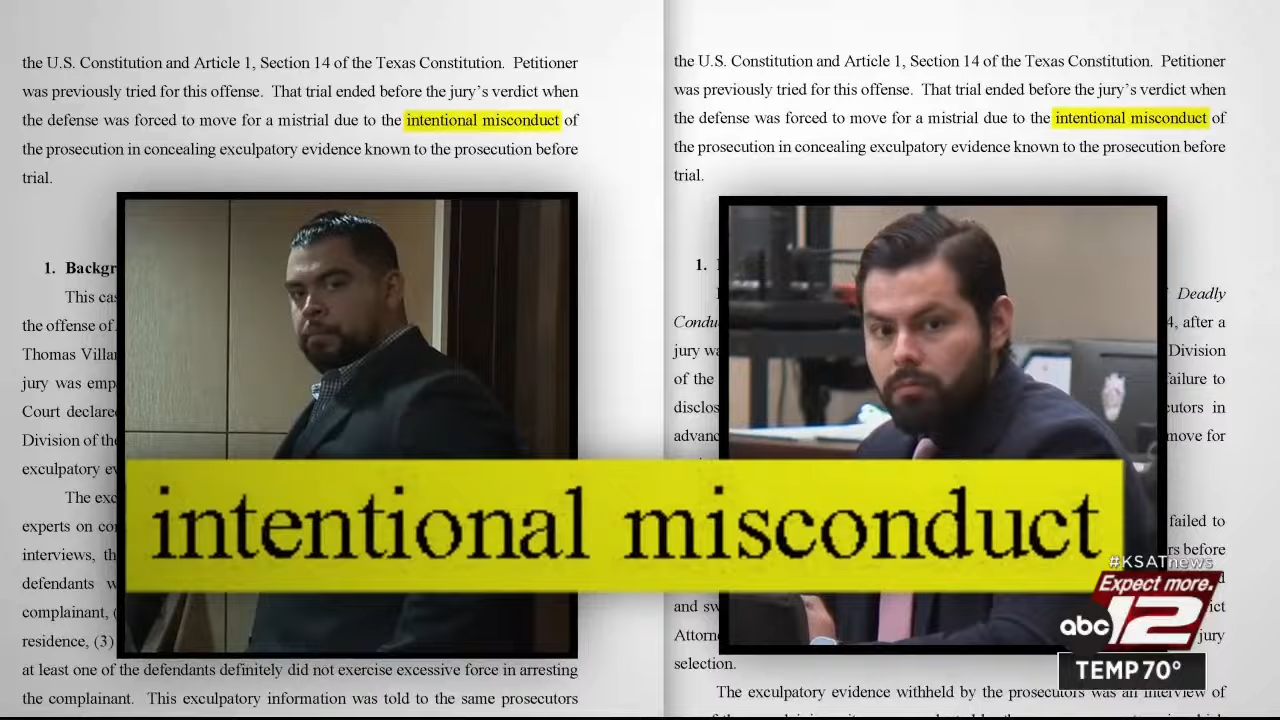 the U.S. Constitution and Article 1, Section 14 of the Texas Constitution. Petitioner
was previously tried for this offense. That trial ended before the jury's verdict when
the defense was forced to move for a mistrial due to the intentional misconduct of
the prosecution in concealing exculpatory evidence known to the prosecution before
trial.
1. Backgr
This cas
the offense of
Thomas Villar
jury was emp
Court declared
Division of the
exculpatory ev
The exc
experts on co
interviews, th
defendants w
complainant, (
residence, (3)
at least one of the defendants definitely did not exercise excessive force in arresting
the complainant. This exculpatory information was told to the same prosecutors
the U.S. Constitution and Article 1, Section 14 of the Texas Constitution. Petitioner
was previously tried for this offense. That trial ended before the jury's verdict when
the defense was forced to move for a mistrial due to the intentional misconduct of
the prosecution in concealing exculpatory evidence known to the prosecution before
trial.
1.
Deadly
Condu 4, after a
jury wa Division
of the failure to
disclos cutors in
advanc move for
failed to
rs before
and sw ict
Attorn jury
selection.
The exculpatory evidence withheld by the prosecutors was an interview of
intentional misconduct
#KSATnews
Expect more.
abc 12
TEMP 70°